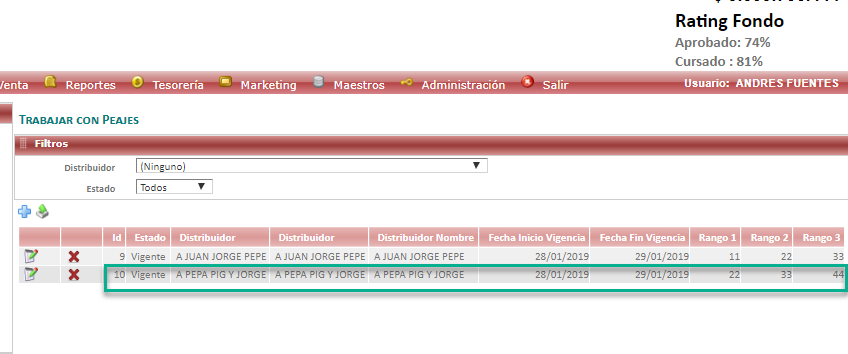 Rating Fondo
Aprobado: 74%
Cursado : 81%
Venta Reportes Tesorería Marketing Maestros Administración Salir Usuario: ANDRES FUENTES
TRABAJAR CON PEAJES
Filtros
Distribuidor (Ninguno)
Estado Todos
Id Estado Distribuidor Distribuidor Distribuidor Nombre Fecha Inicio Vigencia Fecha Fin Vigencia Rango 1 Rango 2 Rango 3
9 Vigente A JUAN JORGE PEPE A JUAN JORGE PEPE A JUAN JORGE PEPE 28/01/2019 29/01/2019 11 22 33
10 Vigente A PEPA PIG Y JORGE A PEPA PIG Y JORGE A PEPA PIG Y JORGE 28/01/2019 29/01/2019 22 33 44